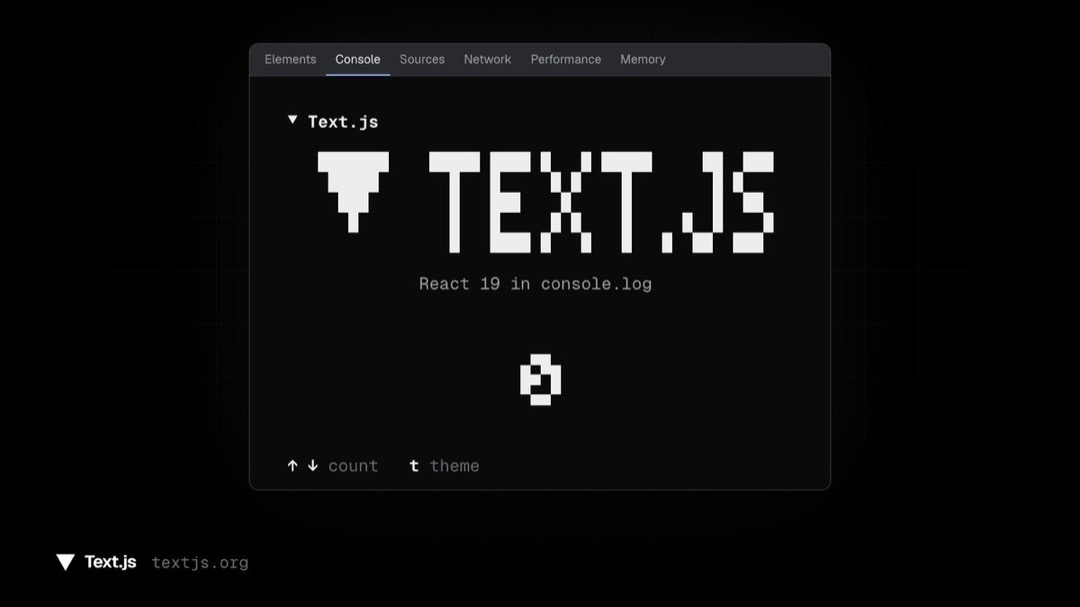 Elements Console Sources Network Performance Memory
▼ Text.js
▼ TEXT.JS
React 19 in console.log
↑ ↓ count t theme
▼ Text.js textjs.org